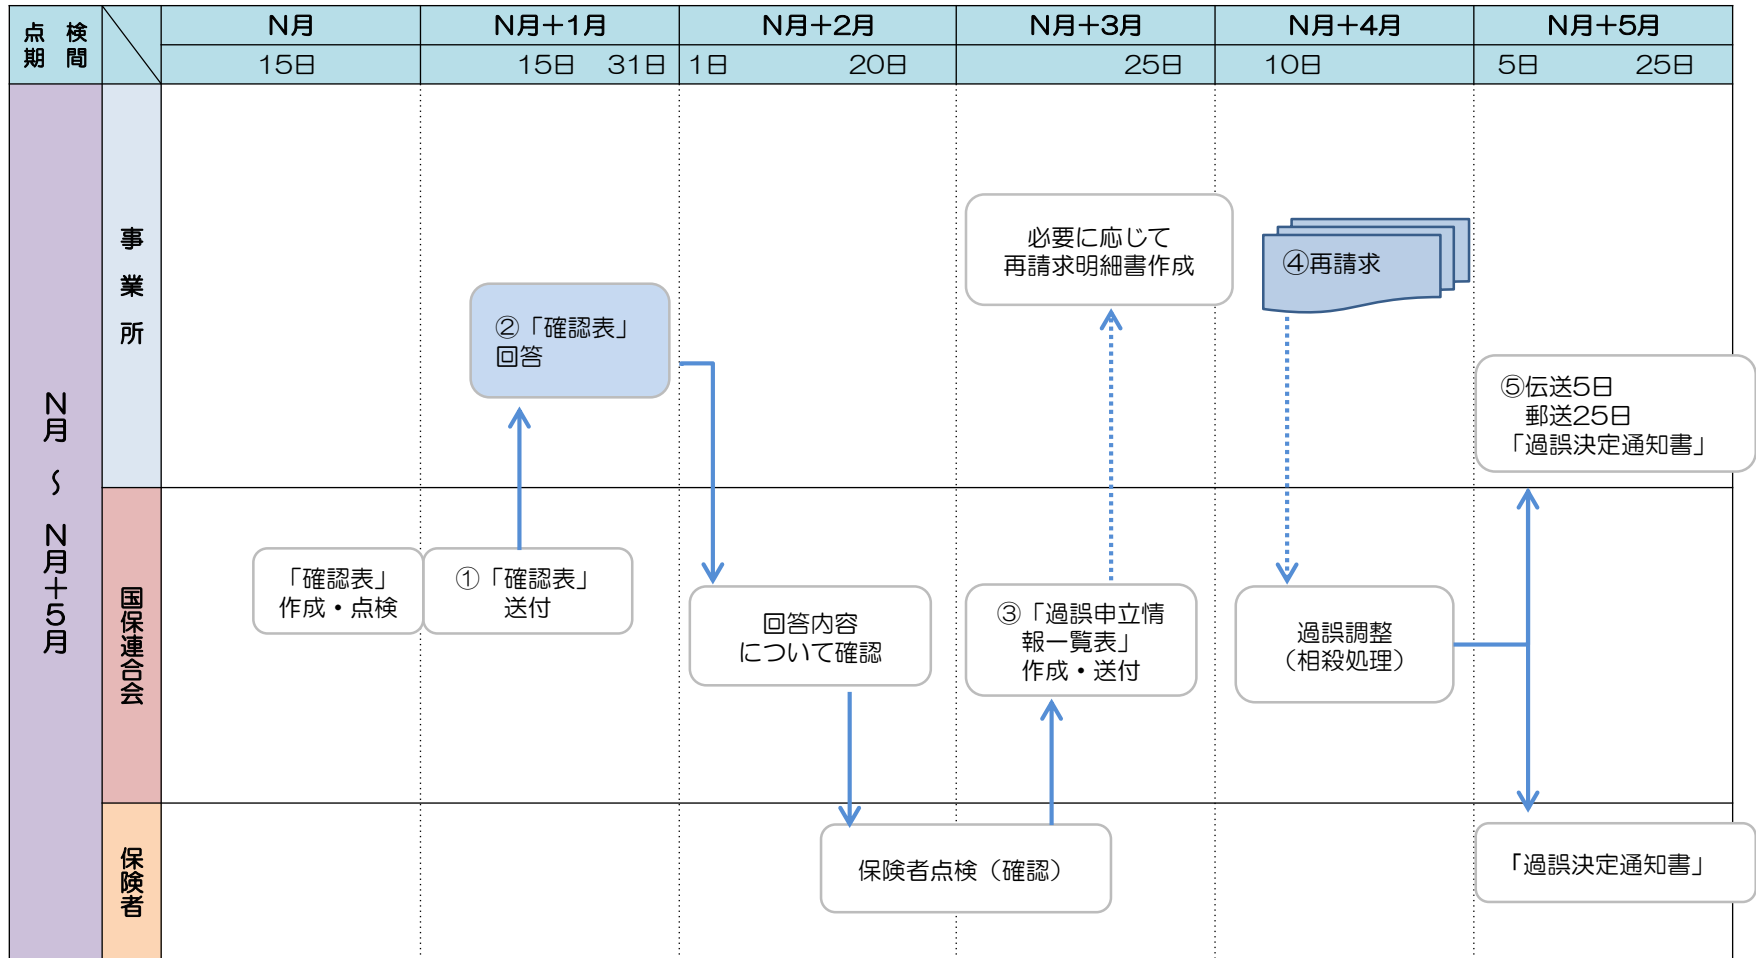 点　検
期　間
N月
N月＋1月
N月＋2月
N月＋3月
N月＋4月
N月＋5月
15日
15日　31日
1日
20日
25日
10日
5日
25日
N月　～　N月＋5月
事業所
国保連合会
保険者
必要に応じて
再請求明細書作成
④再請求
②「確認表」
回答
⑤伝送5日
郵送25日
「過誤決定通知書」
「確認表」
作成・点検
①「確認表」
送付
回答内容
について確認
③「過誤申立情
報一覧表」
作成・送付
過誤調整
（相殺処理）
保険者点検（確認）
「過誤決定通知書」